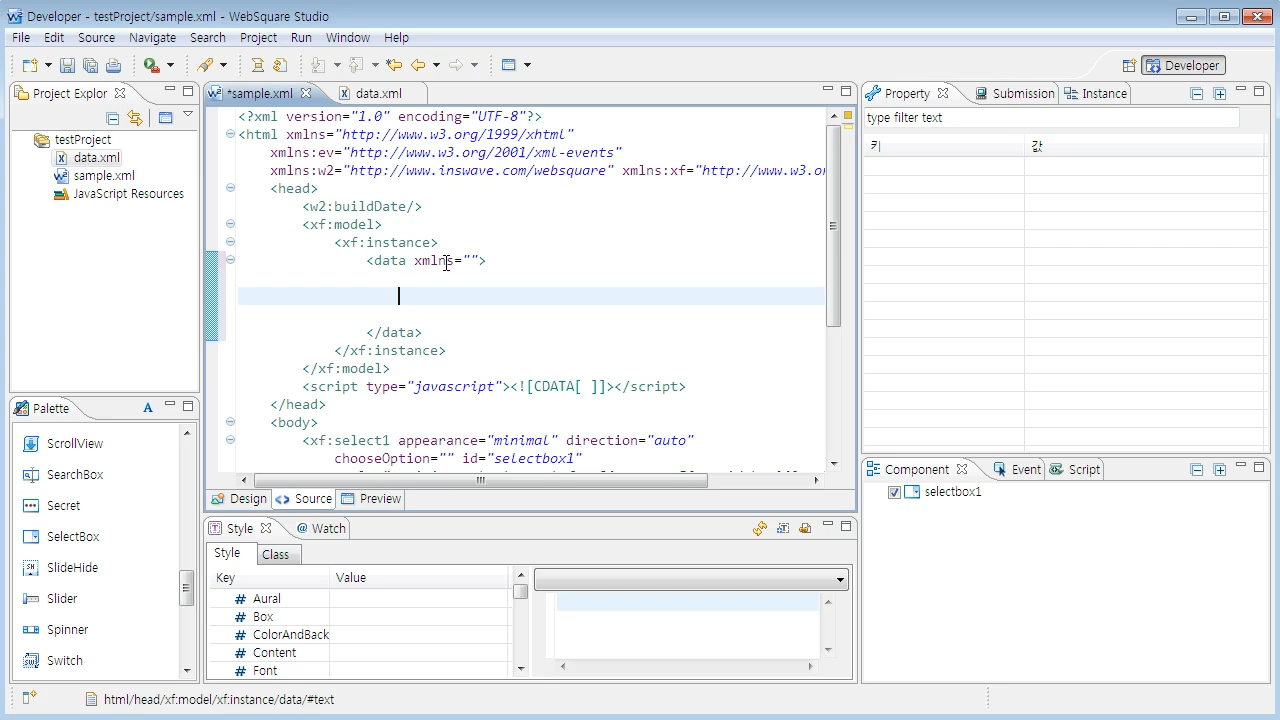 Developer - testProject/sample.xml - WebSquare Studio
File Edit Source Navigate Search Project Run Window Help
Developer
Project Explor
testProject
data.xml
sample.xml
JavaScript Resources
*sample.xml data.xml
<?xml version="1.0" encoding="UTF-8"?>
<html xmlns="http://www.w3.org/1999/xhtml"
xmlns:ev="http://www.w3.org/2001/xml-events"
xmlns:w2="http://www.inswave.com/websquare" xmlns:xf="http://www.w3.or
<head>
<w2:buildDate/>
<xf:model>
<xf:instance>
<data xmlns="">
</data>
</xf:instance>
</xf:model>
<script type="javascript"><![CDATA[ ]]></script>
</head>
<body>
<xf:select1 appearance="minimal" direction="auto"
chooseOption="" id="selectbox1"
Design Source Preview
Property Submission Instance
type filter text
키 값
Palette A
ScrollView
SearchBox
Secret
SelectBox
SlideHide
Slider
Spinner
Switch
Style @ Watch
Style Class
Key Value
# Aural
# Box
# ColorAndBack
# Content
# Font
Component Event Script
selectbox1
html/head/xf:model/xf:instance/data/#text